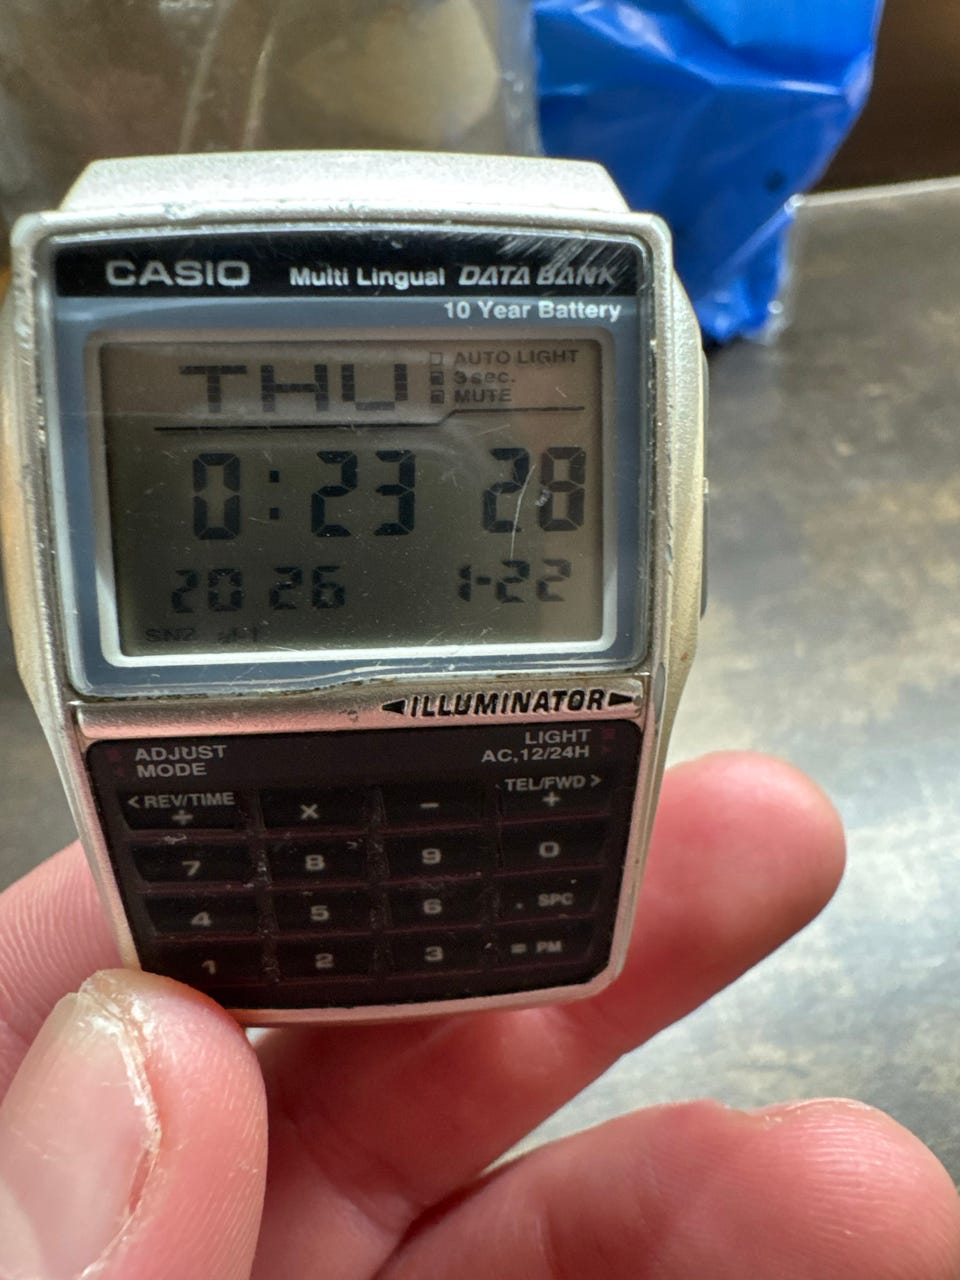 CASIO Multi Lingual DATA BANK
10 Year Battery
THU
AUTO LIGHT
3sec.
MUTE
0:23 28
2026 1-22
SNZ
ILLUMINATOR
ADJUST
MODE
LIGHT
AC,12/24H
< REV/TIME
÷ × −
TEL/FWD >
+
7 8 9 0
4 5 6 . SPC
1 2 3 = PM